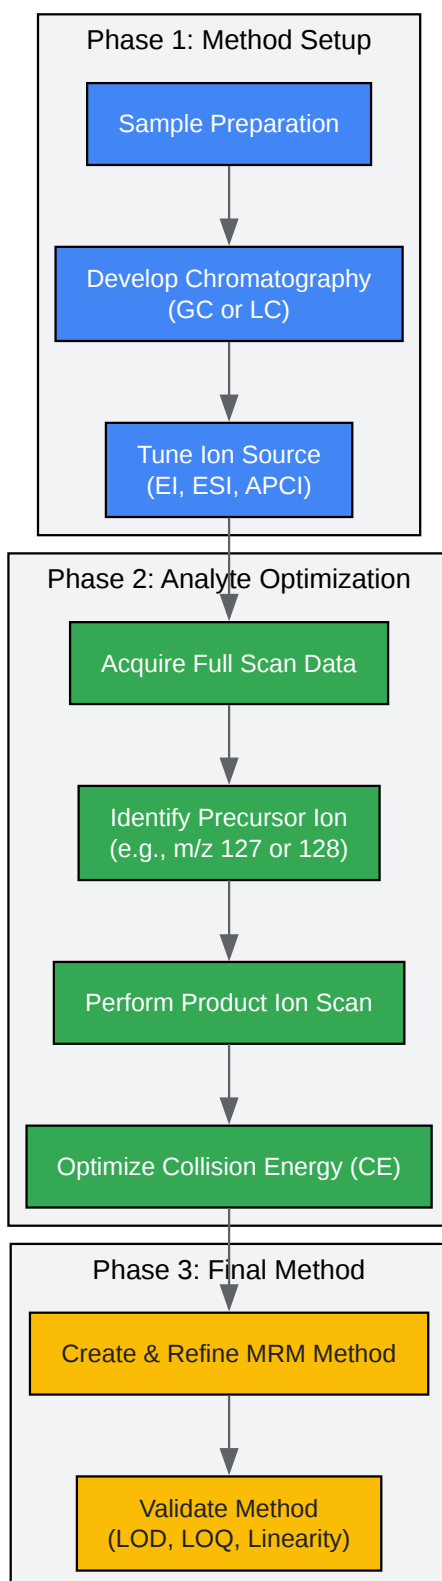 Phase 1: Method Setup
Sample Preparation
Develop Chromatography
(GC or LC)
Tune Ion Source
(EI, ESI, APCI)
Phase 2: Analyte Optimization
Acquire Full Scan Data
Identify Precursor Ion
(e.g., m/z 127 or 128)
Perform Product Ion Scan
Optimize Collision Energy (CE)
Phase 3: Final Method
Create & Refine MRM Method
Validate Method
(LOD, LOQ, Linearity)